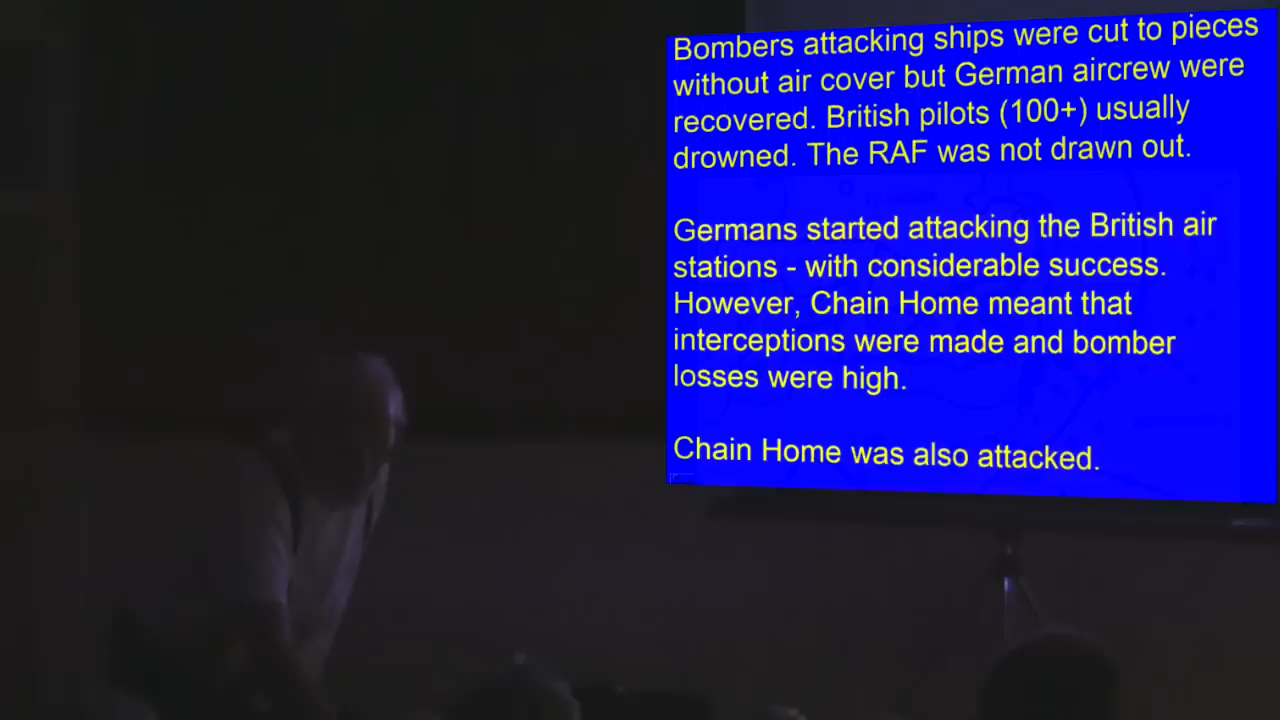 Bombers attacking ships were cut to pieces
without air cover but German aircrew were
recovered. British pilots (100+) usually
drowned. The RAF was not drawn out.
Germans started attacking the British air
stations - with considerable success.
However, Chain Home meant that
interceptions were made and bomber
losses were high.
Chain Home was also attacked.